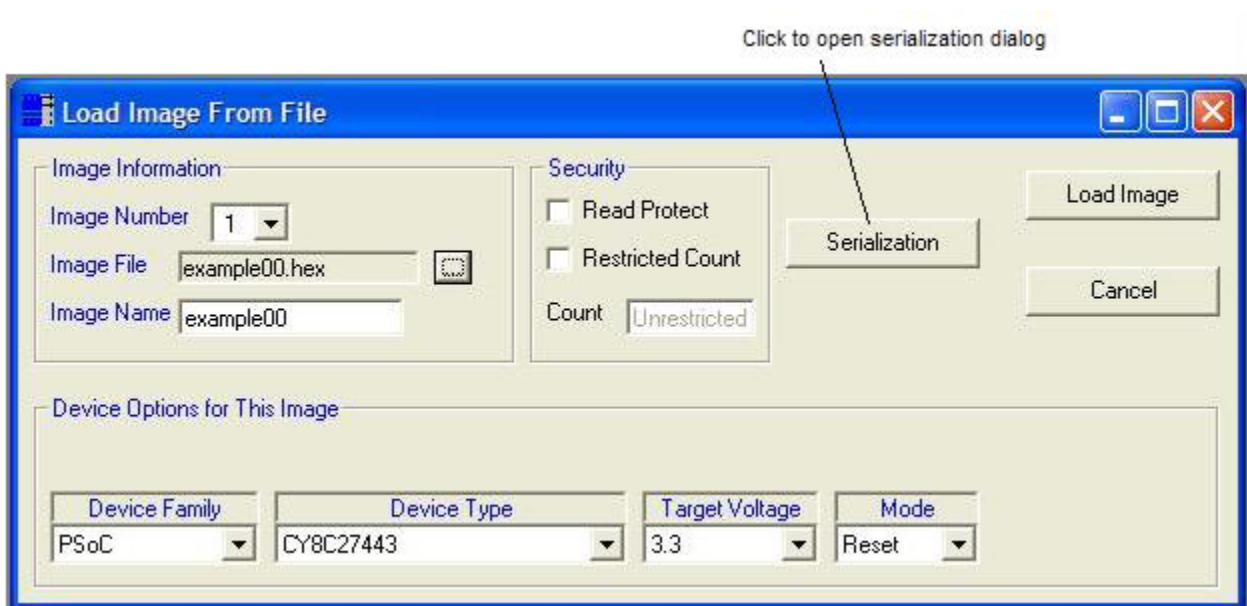 Click to open serialization dialog
Load Image From File
Image Information
Image Number 1
Image File example00.hex
Image Name example00
Security
Read Protect
Restricted Count
Count Unrestricted
Serialization
Load Image
Cancel
Device Options for This Image
Device Family Device Type Target Voltage Mode
PSoC CY8C27443 3.3 Reset